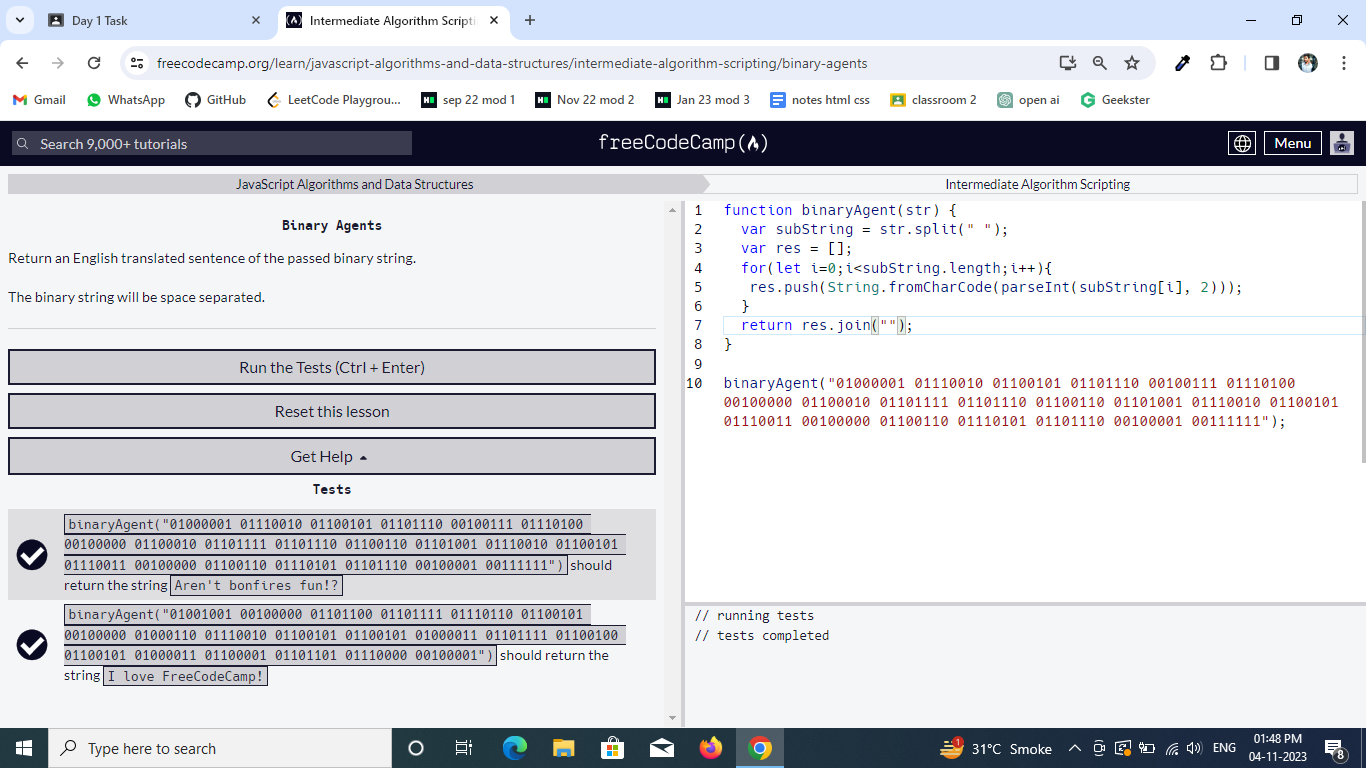 Day 1 Task
Intermediate Algorithm Scripti
freecodecamp.org/learn/javascript-algorithms-and-data-structures/intermediate-algorithm-scripting/binary-agents
Gmail WhatsApp GitHub LeetCode Playgrou... sep 22 mod 1 Nov 22 mod 2 Jan 23 mod 3 notes html css classroom 2 open ai Geekster
Search 9,000+ tutorials
freeCodeCamp
Menu
JavaScript Algorithms and Data Structures
Intermediate Algorithm Scripting
Binary Agents
Return an English translated sentence of the passed binary string.
The binary string will be space separated.
Run the Tests (Ctrl + Enter)
Reset this lesson
Get Help
Tests
binaryAgent("01000001 01110010 01100101 01101110 00100111 01110100
00100000 01100010 01101111 01101110 01100110 01101001 01110010 01100101
01110011 00100000 01100110 01110101 01101110 00100001 00111111") should
return the string Aren't bonfires fun!?
binaryAgent("01001001 00100000 01101100 01101111 01110110 01100101
00100000 01000110 01110010 01100101 01100101 01000011 01101111 01100100
01100101 01000011 01100001 01101101 01110000 00100001") should return the
string I love FreeCodeCamp!
1 function binaryAgent(str) {
2 var subString = str.split(" ");
3 var res = [];
4 for(let i=0;i<subString.length;i++){
5 res.push(String.fromCharCode(parseInt(subString[i], 2)));
6 }
7 return res.join("");
8 }
9
10 binaryAgent("01000001 01110010 01100101 01101110 00100111 01110100
00100000 01100010 01101111 01101110 01100110 01101001 01110010 01100101
01110011 00100000 01100110 01110101 01101110 00100001 00111111");
// running tests
// tests completed
Type here to search
1
31°C Smoke
ENG
01:48 PM
04-11-2023
8